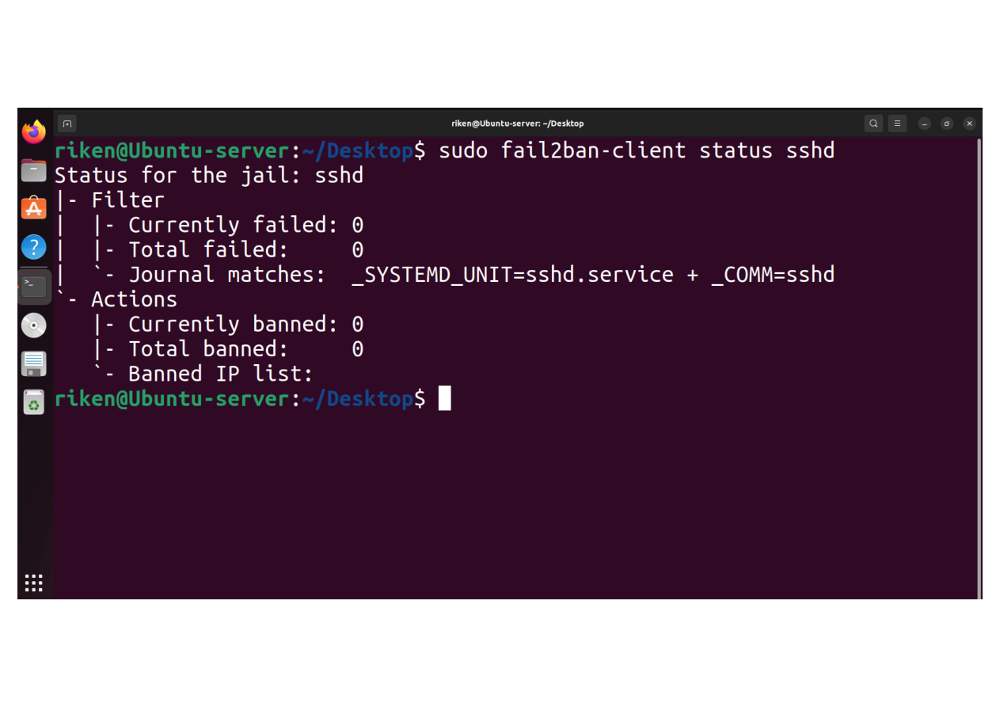 riken@Ubuntu-server: ~/Desktop
riken@Ubuntu-server:~/Desktop$ sudo fail2ban-client status sshd
Status for the jail: sshd
|- Filter
|  |- Currently failed: 0
|  |- Total failed:     0
|  `- Journal matches:  _SYSTEMD_UNIT=sshd.service + _COMM=sshd
`- Actions
   |- Currently banned: 0
   |- Total banned:     0
   `- Banned IP list:
riken@Ubuntu-server:~/Desktop$